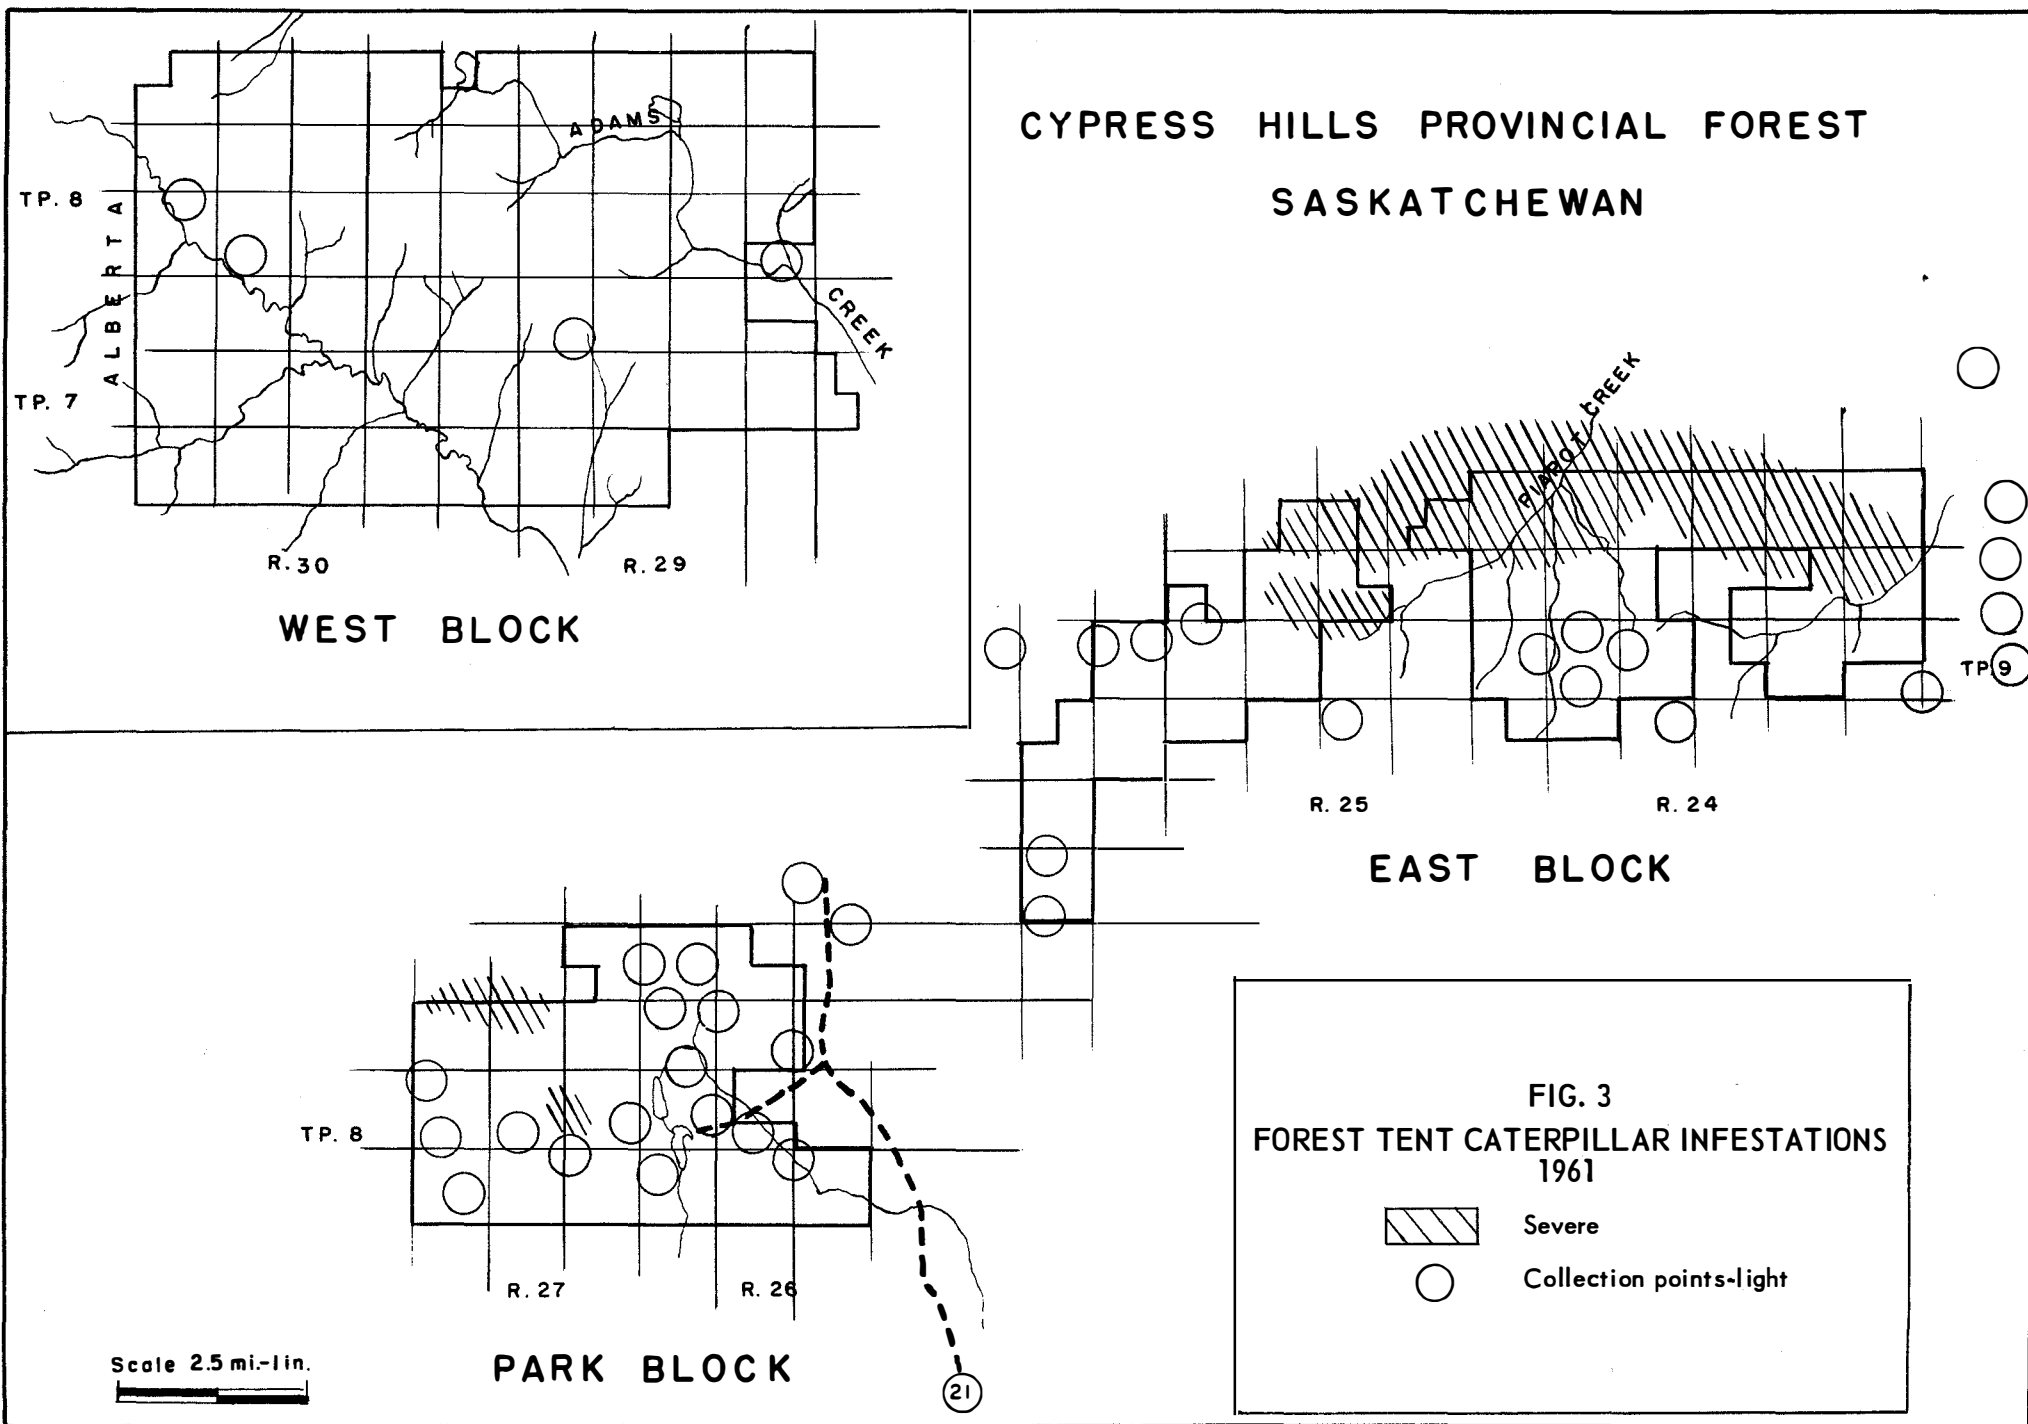 CYPRESS HILLS PROVINCIAL FOREST
SASKATCHEWAN
ADAMS
CREEK
TP. 8
ALBERTA
TP. 7
R. 30
R. 29
WEST BLOCK
PIAPOT CREEK
TP. 9
R. 25
R. 24
EAST BLOCK
TP. 8
R. 27
R. 26
PARK BLOCK
21
Scale 2.5 mi.-1 in.
FIG. 3
FOREST TENT CATERPILLAR INFESTATIONS
1961
Severe
Collection points-light